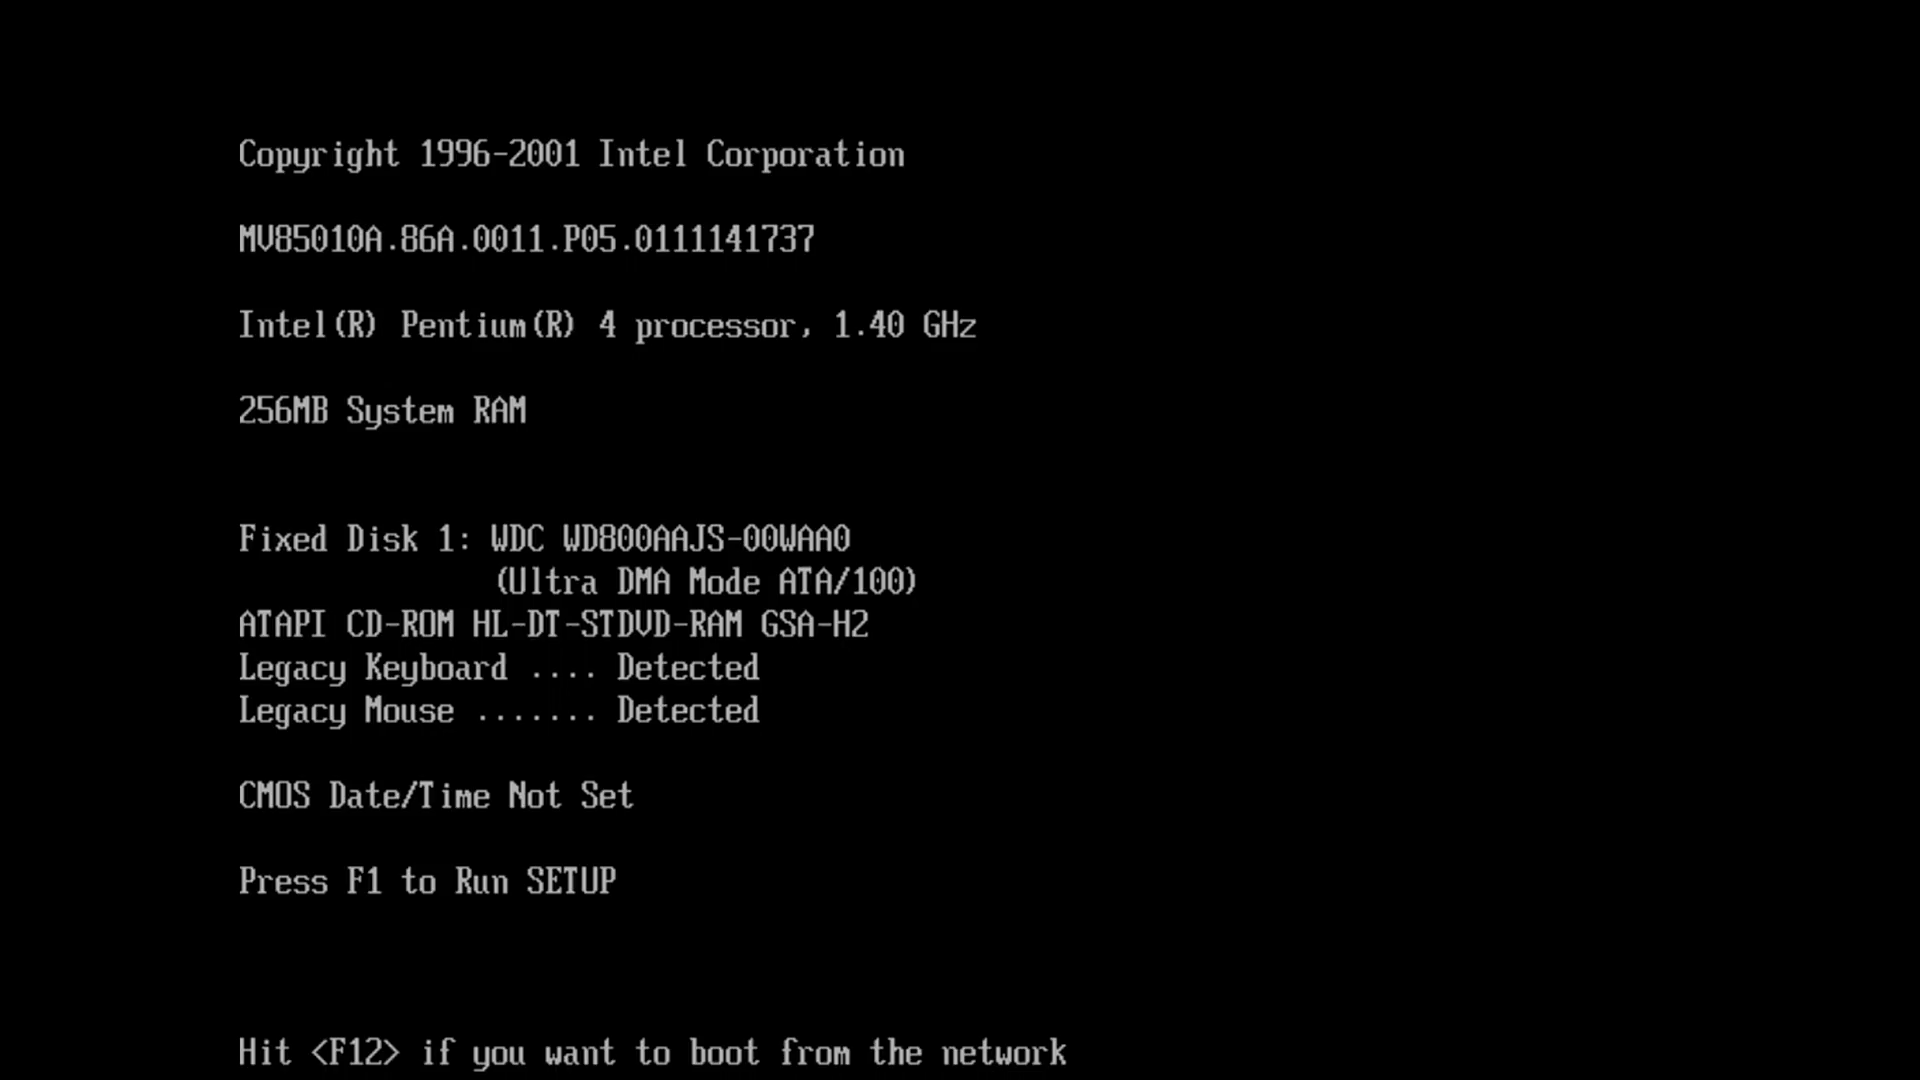 Copyright 1996-2001 Intel Corporation
MV85010A.86A.0011.P05.0111141737
Intel(R) Pentium(R) 4 processor, 1.40 GHz
256MB System RAM
Fixed Disk 1: WDC WD800AAJS-00WAA0
(Ultra DMA Mode ATA/100)
ATAPI CD-ROM HL-DT-STDVD-RAM GSA-H2
Legacy Keyboard .... Detected
Legacy Mouse ....... Detected
CMOS Date/Time Not Set
Press F1 to Run SETUP
Hit <F12> if you want to boot from the network